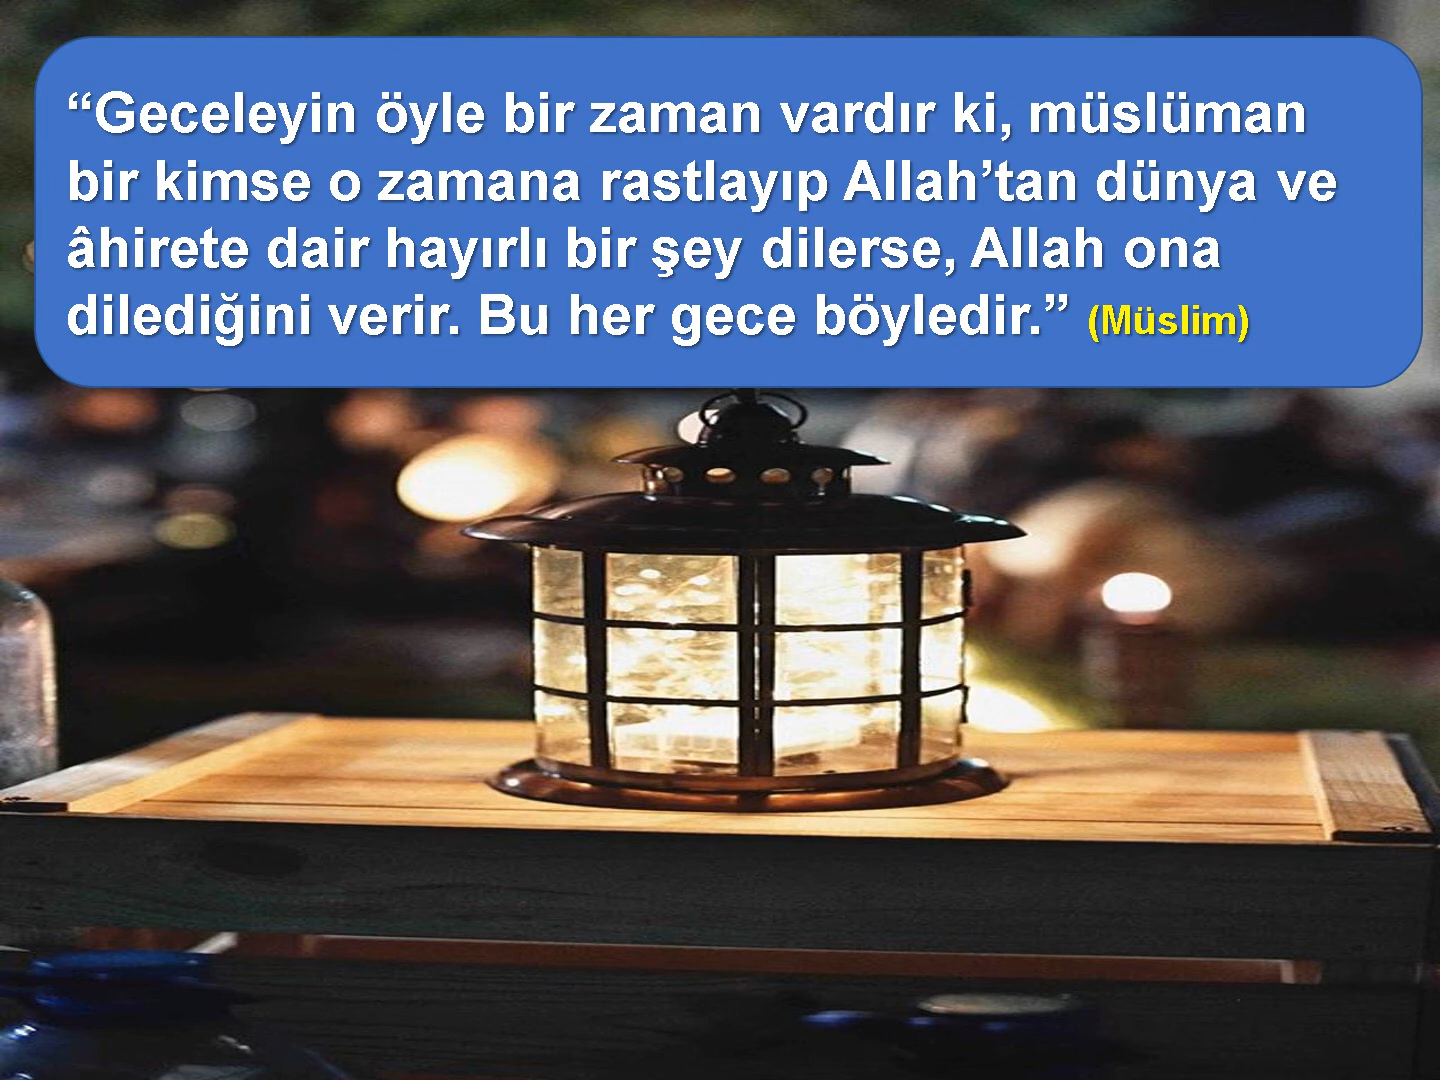 “Geceleyin öyle bir zaman vardır ki, müslüman
bir kimse o zamana rastlayıp Allah’tan dünya ve
âhirete dair hayırlı bir şey dilerse, Allah ona
dilediğini verir. Bu her gece böyledir.” (Müslim)